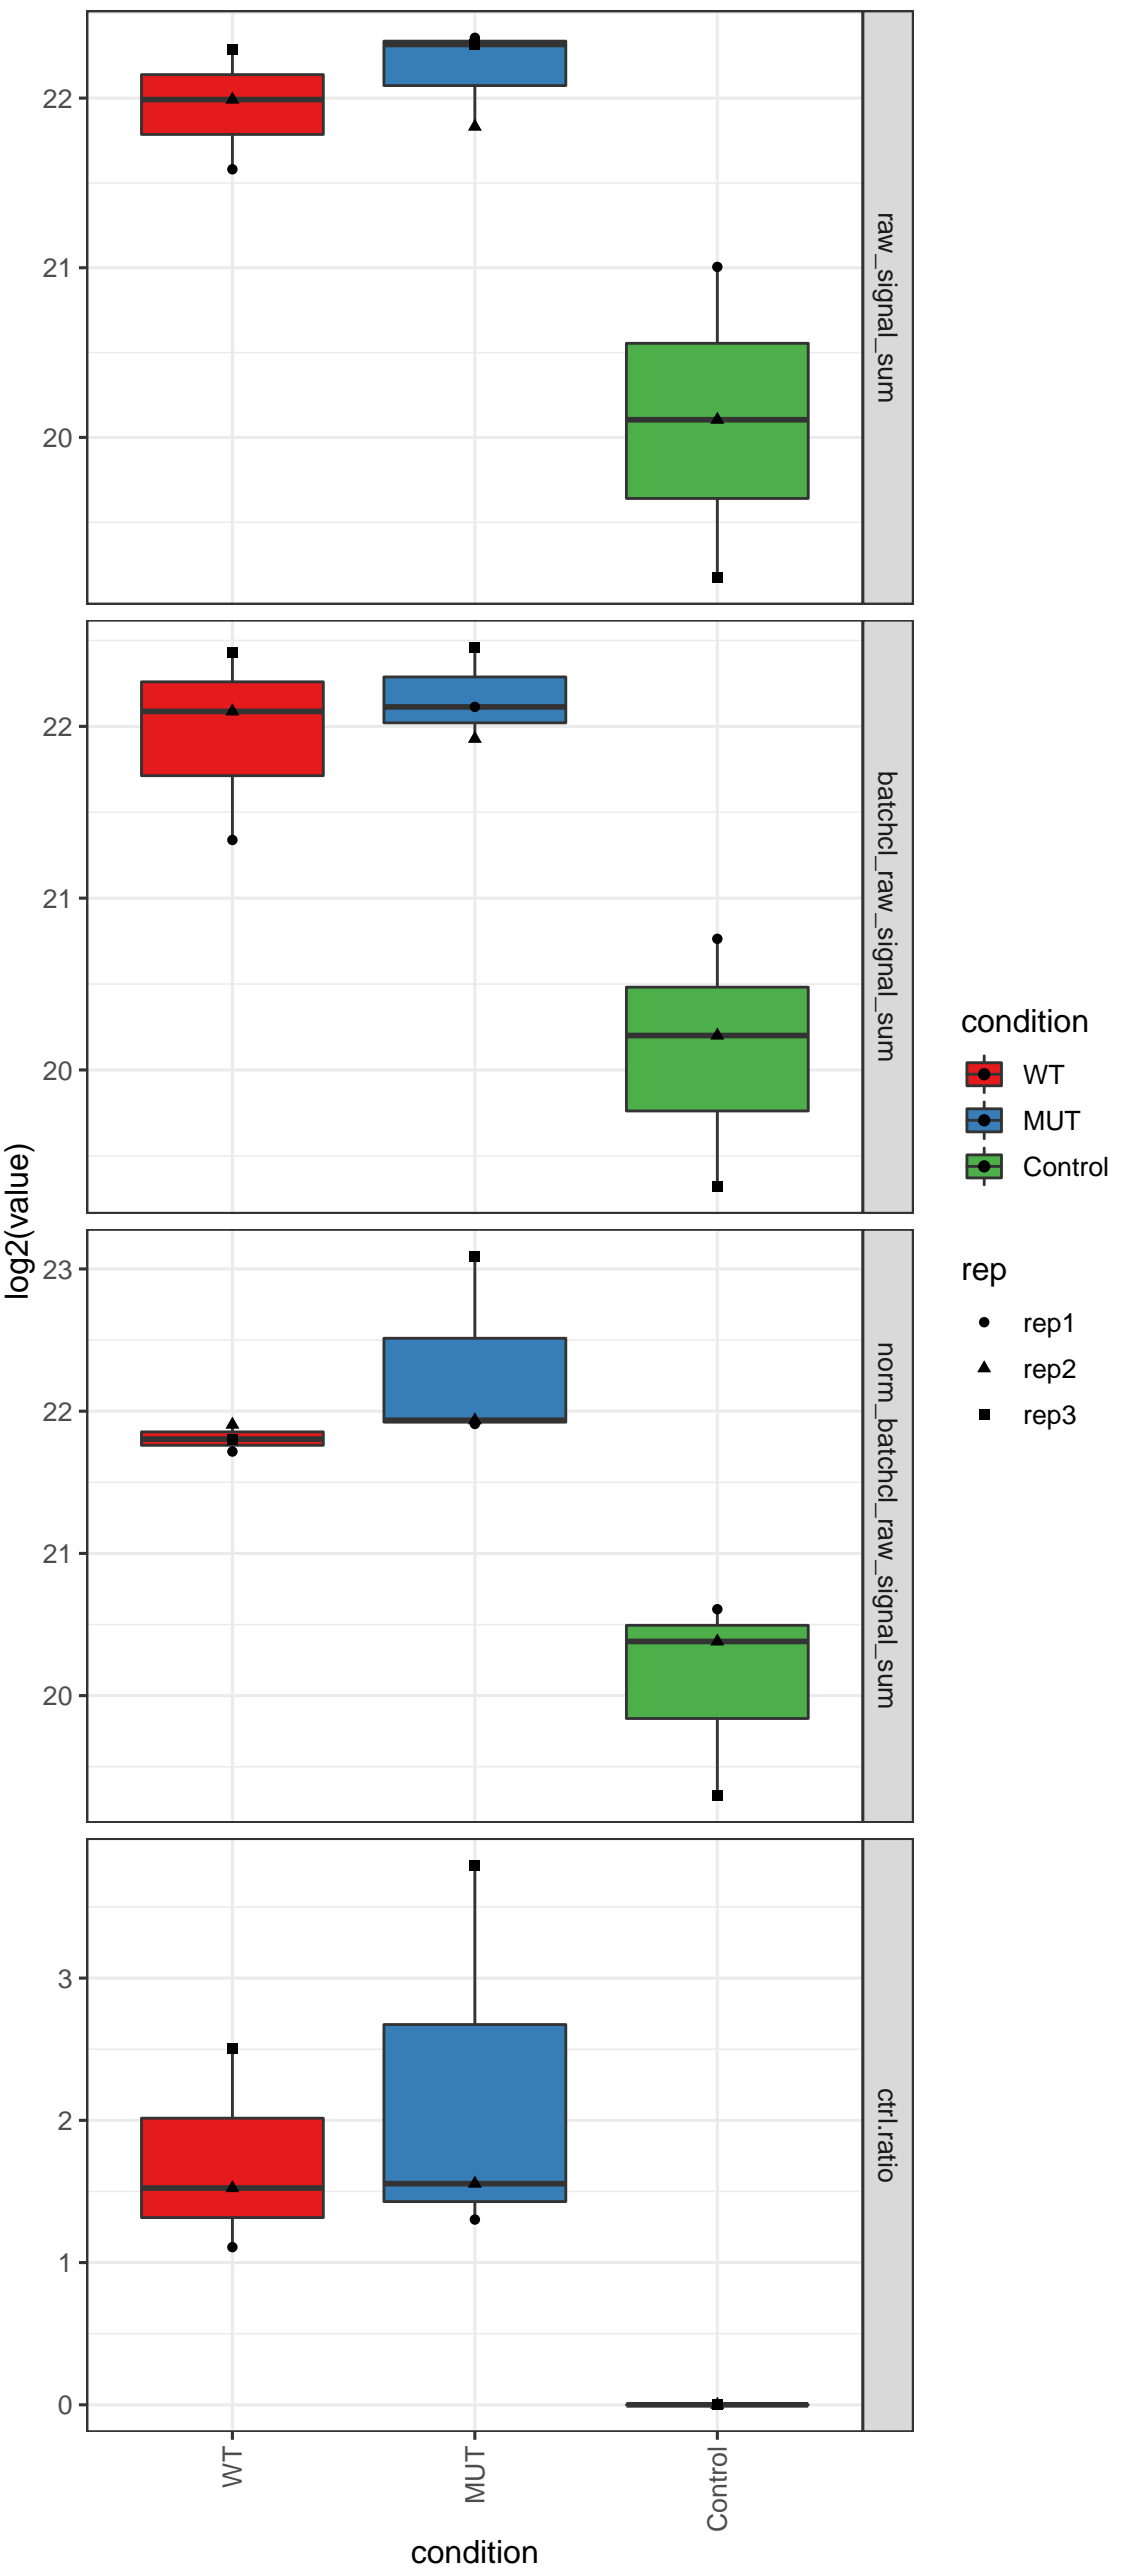 log2(value)
22
21
20
raw_signal_sum
22
21
20
batchcl_raw_signal_sum
23
22
21
20
norm_batchcl_raw_signal_sum
3
2
1
0
ctrl.ratio
WT
MUT
Control
condition
condition
WT
MUT
Control
rep
rep1
rep2
rep3